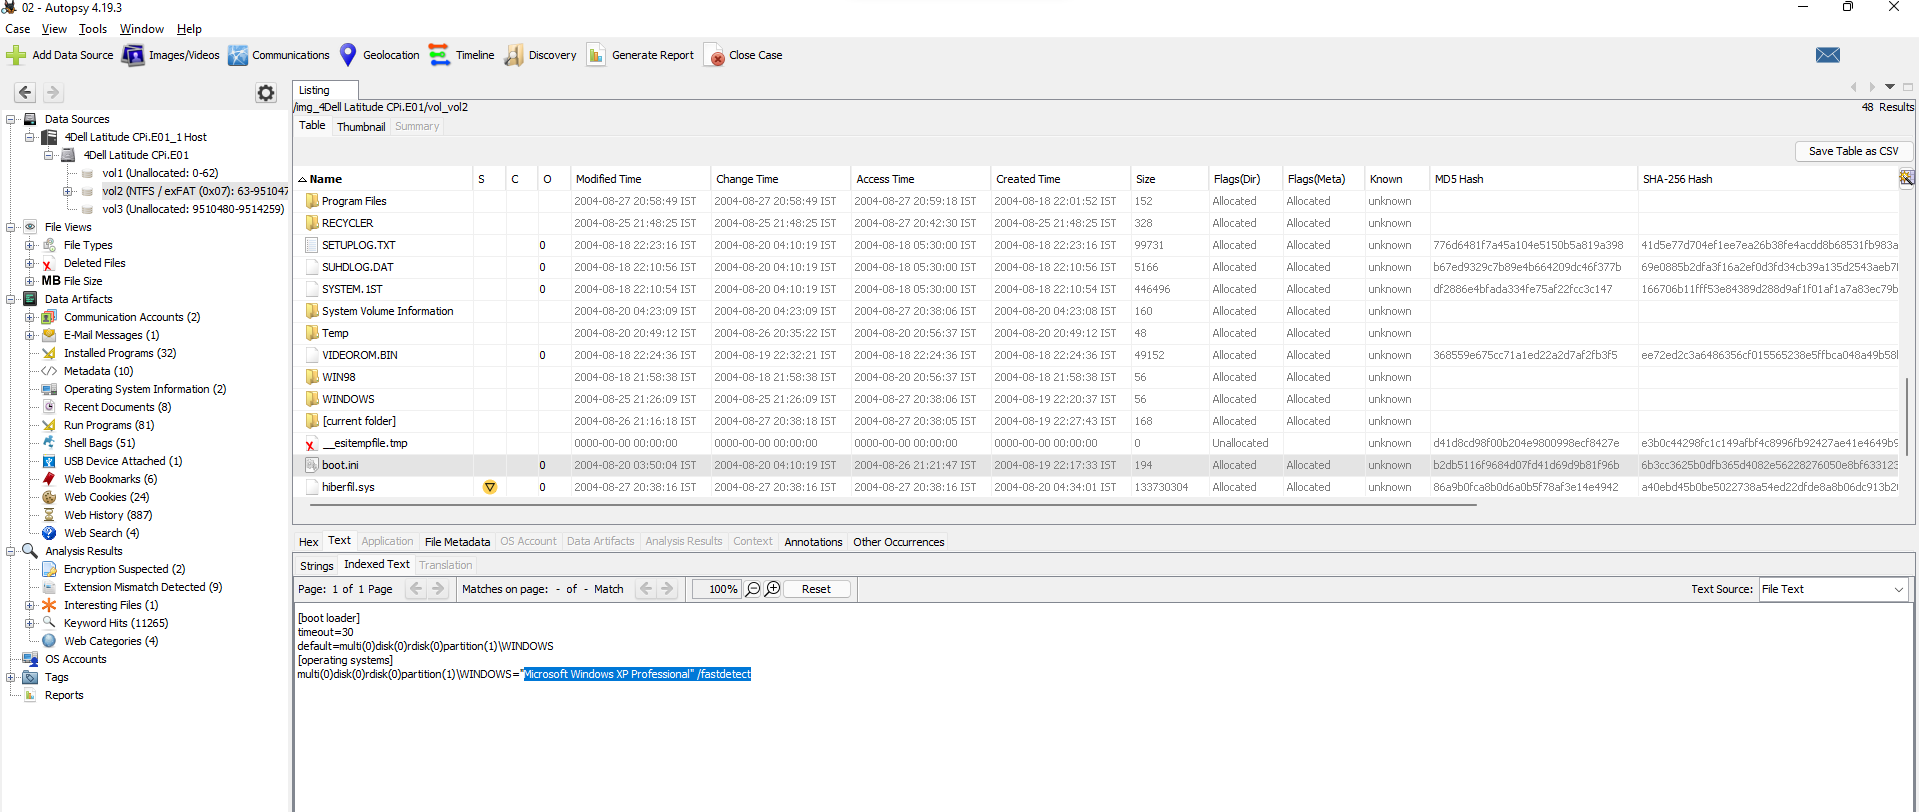 02 - Autopsy 4.19.3
Case View Tools Window Help
Add Data Source Images/Videos Communications Geolocation Timeline Discovery Generate Report Close Case
Data Sources
4Dell Latitude CPi.E01_1 Host
4Dell Latitude CPi.E01
vol1 (Unallocated: 0-62)
vol2 (NTFS / exFAT (0x07): 63-951047
vol3 (Unallocated: 9510480-9514259)
File Views
File Types
Deleted Files
MB File Size
Data Artifacts
Communication Accounts (2)
E-Mail Messages (1)
Installed Programs (32)
Metadata (10)
Operating System Information (2)
Recent Documents (8)
Run Programs (81)
Shell Bags (51)
USB Device Attached (1)
Web Bookmarks (6)
Web Cookies (24)
Web History (887)
Web Search (4)
Analysis Results
Encryption Suspected (2)
Extension Mismatch Detected (9)
Interesting Files (1)
Keyword Hits (11265)
Web Categories (4)
OS Accounts
Tags
Reports
Listing
/img_4Dell Latitude CPi.E01/vol_vol2
48 Results
Table Thumbnail Summary
Save Table as CSV
Name S C O Modified Time Change Time Access Time Created Time Size Flags(Dir) Flags(Meta) Known MD5 Hash SHA-256 Hash
Program Files 2004-08-27 20:58:49 IST 2004-08-27 20:58:49 IST 2004-08-27 20:59:18 IST 2004-08-18 22:01:52 IST 152 Allocated Allocated unknown
RECYCLER 2004-08-25 21:48:25 IST 2004-08-25 21:48:25 IST 2004-08-27 20:42:30 IST 2004-08-25 21:48:25 IST 328 Allocated Allocated unknown
SETUPLOG.TXT 0 2004-08-18 22:23:16 IST 2004-08-20 04:10:19 IST 2004-08-18 05:30:00 IST 2004-08-18 22:23:16 IST 99731 Allocated Allocated unknown 776d6481f7a45a104e5150b5a819a398 41d5e77d704ef1ee7ea26b38fe4acdd8b68531fb983a
SUHDLOG.DAT 0 2004-08-18 22:10:56 IST 2004-08-20 04:10:19 IST 2004-08-18 05:30:00 IST 2004-08-18 22:10:56 IST 5166 Allocated Allocated unknown b67ed9329c7b89e4b664209dc46f377b 69e0885b2dfa3f16a2ef0d3fd34cb39a135d2543aeb7
SYSTEM.1ST 0 2004-08-18 22:10:54 IST 2004-08-20 04:10:19 IST 2004-08-18 05:30:00 IST 2004-08-18 22:10:54 IST 446496 Allocated Allocated unknown df2886e4bfada334fe75af22fcc3c147 166706b11fff53e84389d288d9af1f01af1a7a83ec79b
System Volume Information 2004-08-20 04:23:09 IST 2004-08-20 04:23:09 IST 2004-08-27 20:38:06 IST 2004-08-20 04:23:08 IST 160 Allocated Allocated unknown
Temp 2004-08-20 20:49:12 IST 2004-08-26 20:35:22 IST 2004-08-27 20:56:37 IST 2004-08-20 20:49:12 IST 48 Allocated Allocated unknown
VIDEOROM.BIN 0 2004-08-18 22:24:36 IST 2004-08-19 22:32:21 IST 2004-08-18 22:24:36 IST 2004-08-18 22:24:36 IST 49152 Allocated Allocated unknown 368559e675cc71a1ed22a2d7af2fb3f5 ee72ed2c3a6486356cf015565238e5ffbca048a49b58
WIN98 2004-08-18 21:58:38 IST 2004-08-18 21:58:38 IST 2004-08-20 20:56:37 IST 2004-08-18 21:58:38 IST 56 Allocated Allocated unknown
WINDOWS 2004-08-25 21:26:09 IST 2004-08-25 21:26:09 IST 2004-08-27 20:38:06 IST 2004-08-19 22:20:37 IST 56 Allocated Allocated unknown
[current folder] 2004-08-26 21:16:18 IST 2004-08-27 20:38:18 IST 2004-08-27 20:38:05 IST 2004-08-19 22:27:43 IST 168 Allocated Allocated unknown
__esitempfile.tmp 0000-00-00 00:00:00 0000-00-00 00:00:00 0000-00-00 00:00:00 0000-00-00 00:00:00 0 Unallocated unknown d41d8cd98f00b204e9800998ecf8427e e3b0c44298fc1c149afbf4c8996fb92427ae41e4649b9
boot.ini 0 2004-08-20 03:50:04 IST 2004-08-20 04:10:19 IST 2004-08-26 21:21:47 IST 2004-08-19 22:17:33 IST 194 Allocated Allocated unknown b2db5116f9684d07fd41d69d9b81f96b 6b3cc3625b0dfb365d4082e56228276050e8bf633123
hiberfil.sys 0 2004-08-27 20:38:16 IST 2004-08-27 20:38:16 IST 2004-08-27 20:38:16 IST 2004-08-20 04:34:01 IST 133730304 Allocated Allocated unknown 86a9b0fca8b0d6a0b5f78af3e14e4942 a40ebd45b0be5022738a54ed22dfde8a8b06dc913b2
Hex Text Application File Metadata OS Account Data Artifacts Analysis Results Context Annotations Other Occurrences
Strings Indexed Text Translation
Page: 1 of 1 Page Matches on page: - of - Match 100% Reset Text Source: File Text
[boot loader]
timeout=30
default=multi(0)disk(0)rdisk(0)partition(1)\WINDOWS
[operating systems]
multi(0)disk(0)rdisk(0)partition(1)\WINDOWS="Microsoft Windows XP Professional" /fastdetect